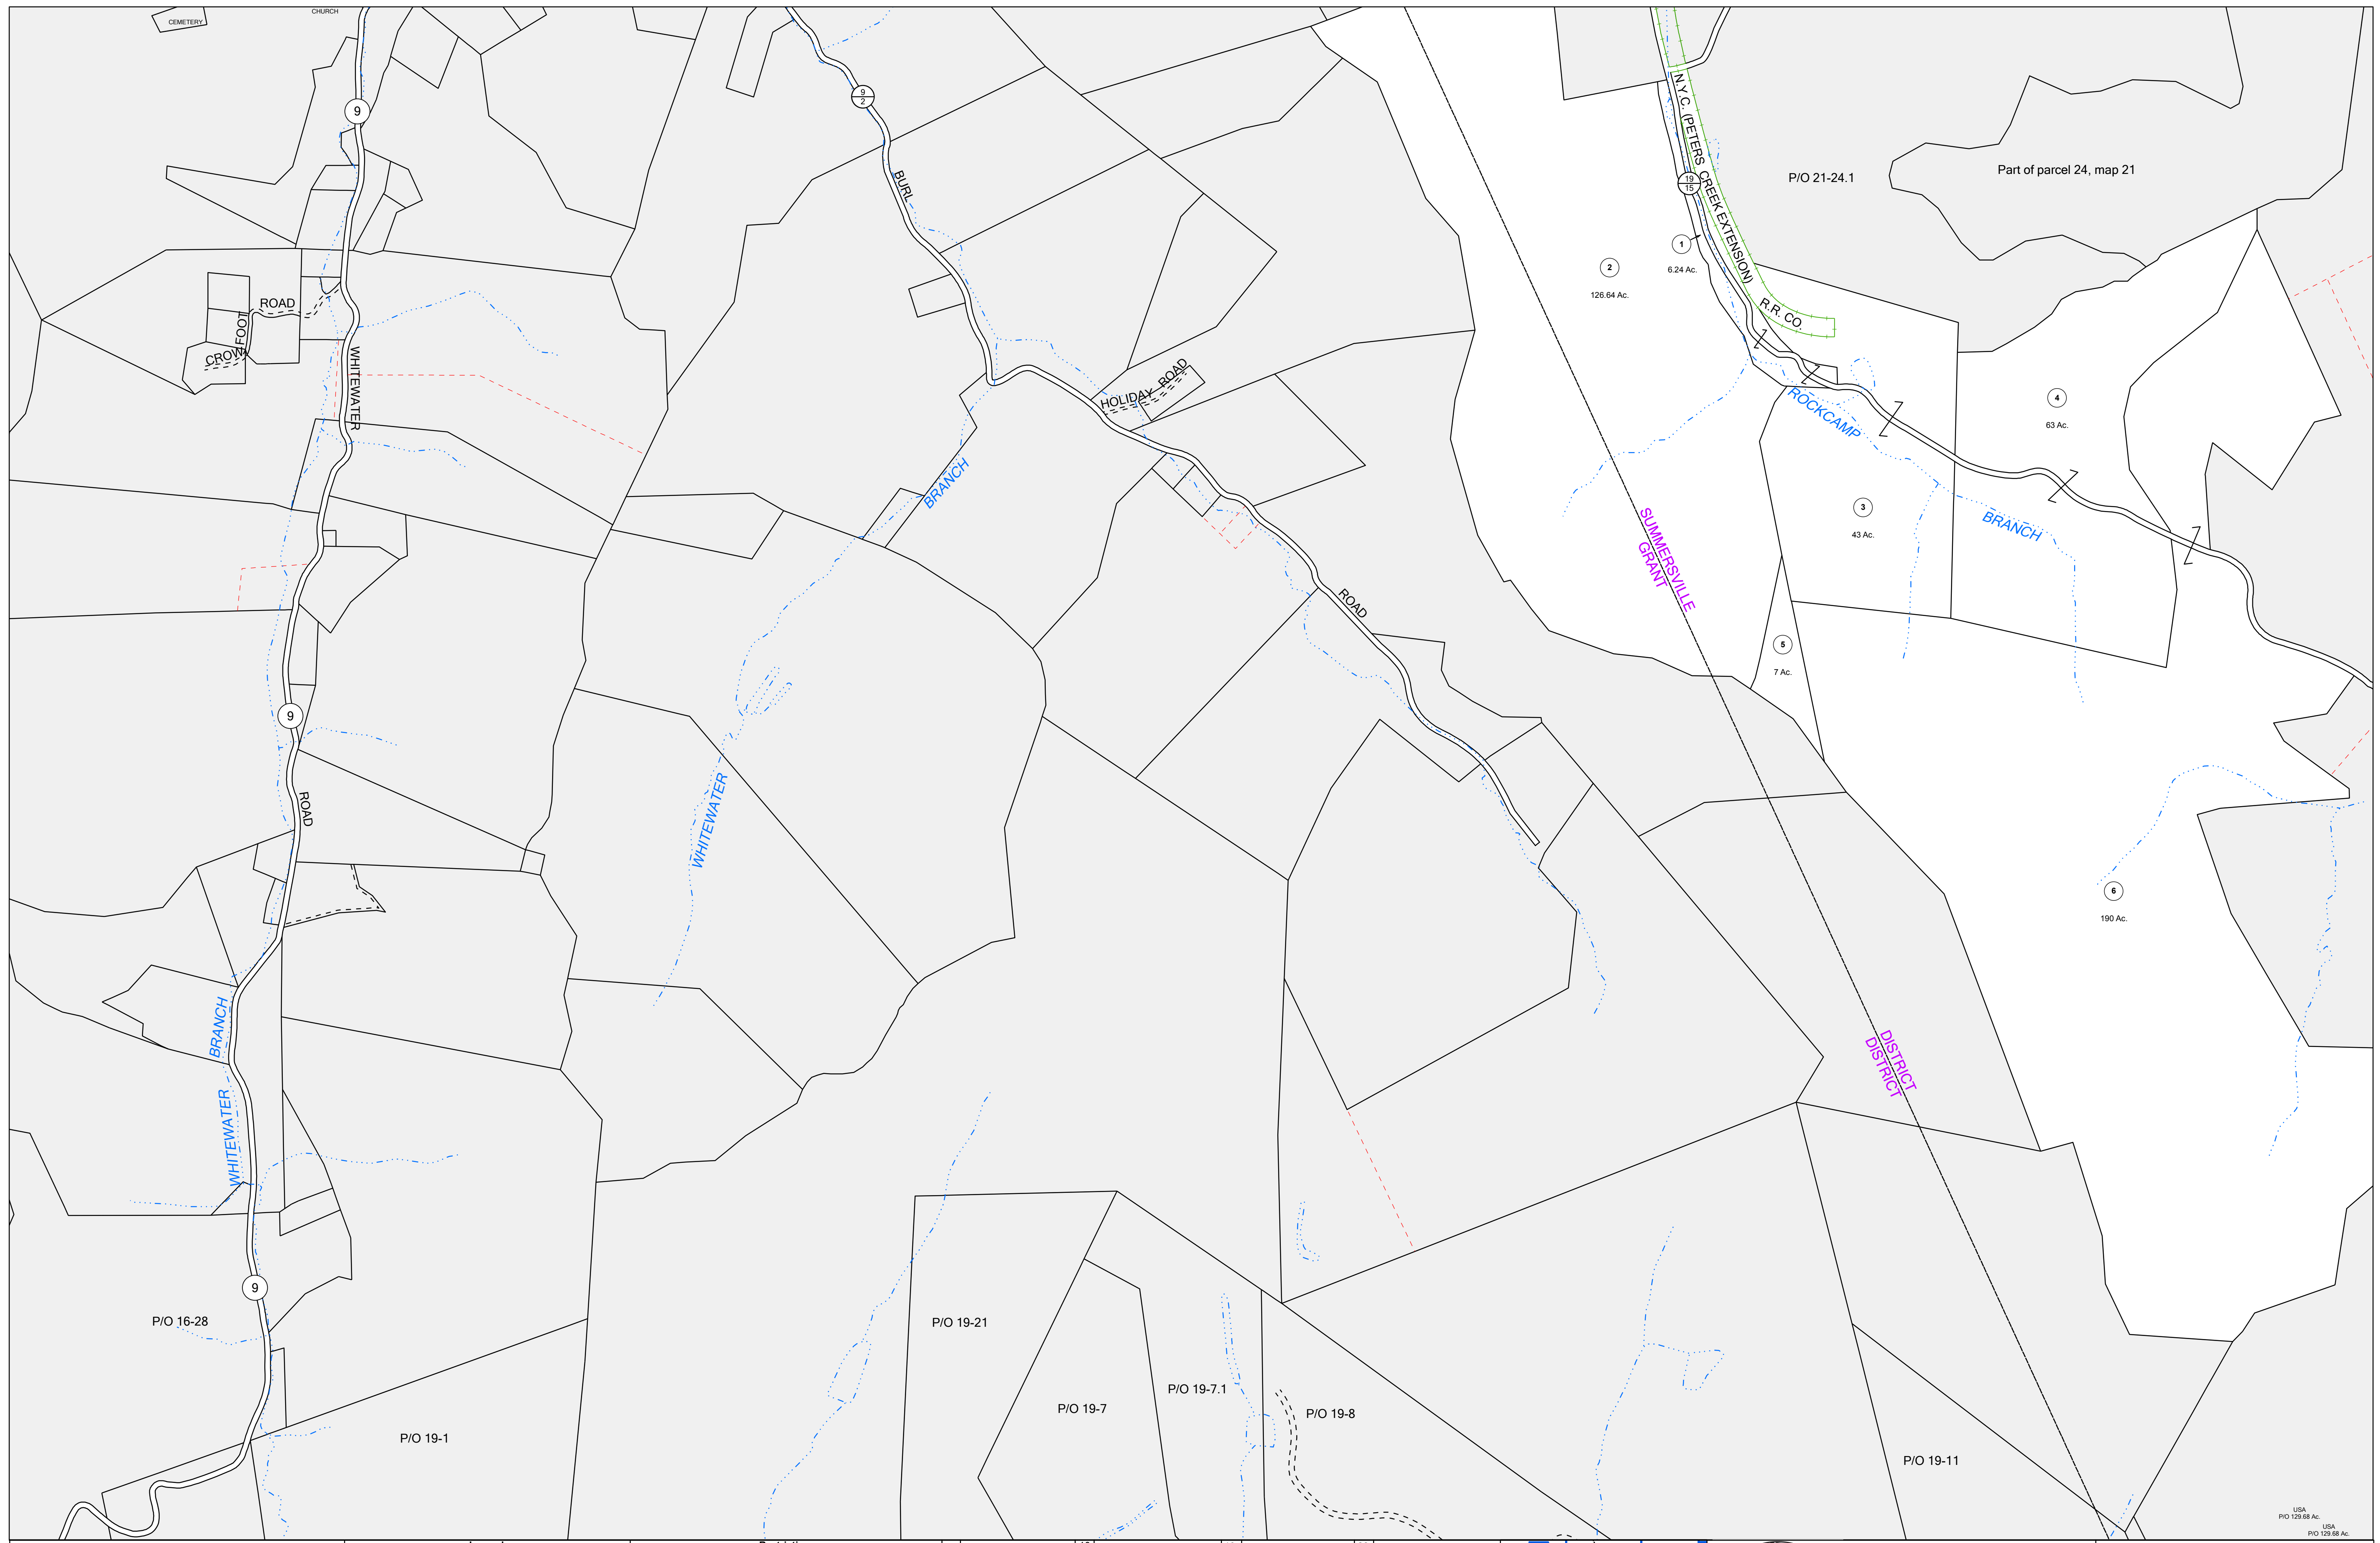 CHURCH
CEMETERY
9
9
2
N.Y.C. (PETERS CREEK EXTENSION)
R.R. CO.
19
15
P/O 21-24.1
Part of parcel 24, map 21
BURL
1
6.24 Ac.
2
126.64 Ac.
CROW FOOT ROAD
WHITEWATER
HOLIDAY ROAD
ROCKCAMP
4
63 Ac.
BRANCH
3
43 Ac.
BRANCH
SUMMERSVILLE
GRANT
ROAD
5
7 Ac.
9
ROAD
WHITEWATER
6
190 Ac.
BRANCH
WHITEWATER
DISTRICT
DISTRICT
9
P/O 16-28
P/O 19-21
P/O 19-7.1
P/O 19-7
P/O 19-8
P/O 19-1
P/O 19-11
USA
P/O 129.68 Ac.
USA
P/O 129.68 Ac.